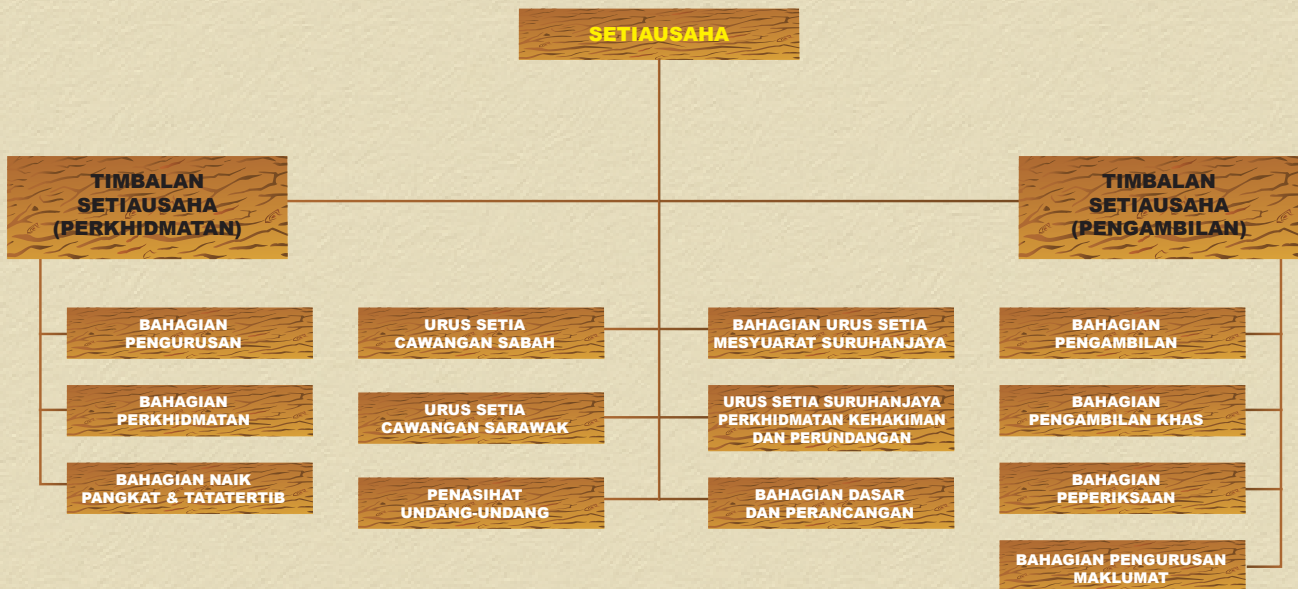 SETIAUSAHA
TIMBALAN
SETIAUSAHA
(PERKHIDMATAN)
TIMBALAN
SETIAUSAHA
(PENGAMBILAN)
BAHAGIAN
PENGURUSAN
BAHAGIAN
PERKHIDMATAN
BAHAGIAN NAIK
PANGKAT & TATATERTIB
URUS SETIA
CAWANGAN SABAH
URUS SETIA
CAWANGAN SARAWAK
PENASIHAT
UNDANG-UNDANG
BAHAGIAN URUS SETIA
MESYUARAT SURUHANJAYA
URUS SETIA SURUHANJAYA
PERKHIDMATAN KEHAKIMAN
DAN PERUNDANGAN
BAHAGIAN DASAR
DAN PERANCANGAN
BAHAGIAN
PENGAMBILAN
BAHAGIAN
PENGAMBILAN KHAS
BAHAGIAN
PEPERIKSAAN
BAHAGIAN PENGURUSAN
MAKLUMAT